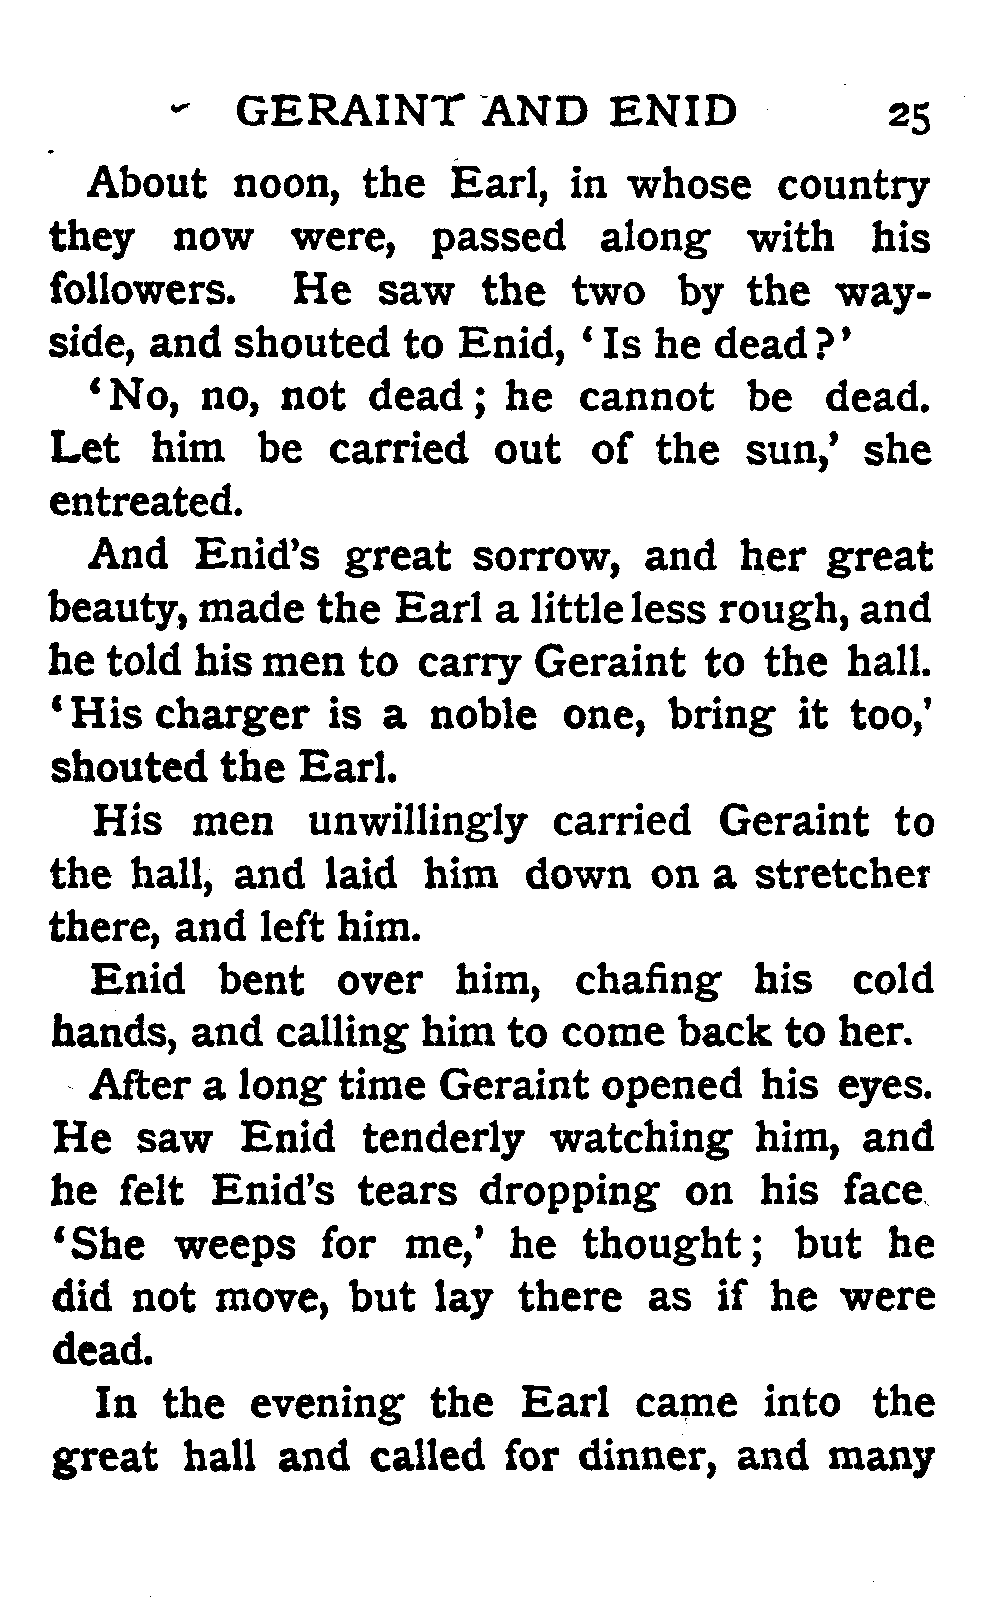 GERAINT AND ENID 25
About noon, the Earl, in whose country
they now were, passed along with his
followers. He saw the two by the way-
side, and shouted to Enid, ‘Is he dead?’
‘No, no, not dead; he cannot be dead.
Let him be carried out of the sun,’ she
entreated.
And Enid’s great sorrow, and her great
beauty, made the Earl a little less rough, and
he told his men to carry Geraint to the hall.
‘His charger is a noble one, bring it too,’
shouted the Earl.
His men unwillingly carried Geraint to
the hall, and laid him down on a stretcher
there, and left him.
Enid bent over him, chafing his cold
hands, and calling him to come back to her.
After a long time Geraint opened his eyes.
He saw Enid tenderly watching him, and
he felt Enid’s tears dropping on his face
‘She weeps for me,’ he thought; but he
did not move, but lay there as if he were
dead.
In the evening the Earl came into the
great hall and called for dinner, and many